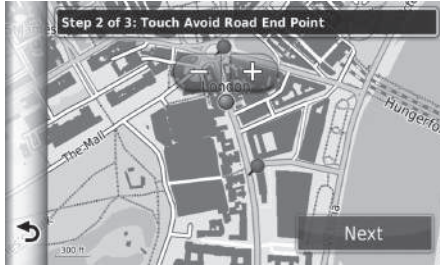 Step 2 of 3: Touch Avoid Road End Point
- +
London
Hungerfo
The Mall
300 ft
Next